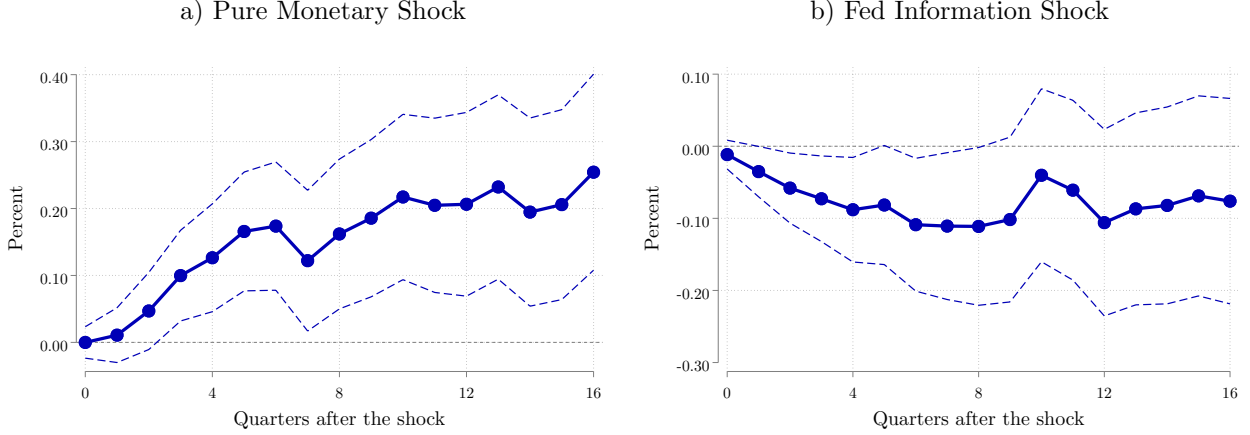 a) Pure Monetary Shock
Percent
0.40
0.30
0.20
0.10
0.00
0 4 8 12 16
Quarters after the shock
b) Fed Information Shock
Percent
0.10
0.00
-0.10
-0.20
-0.30
0 4 8 12 16
Quarters after the shock